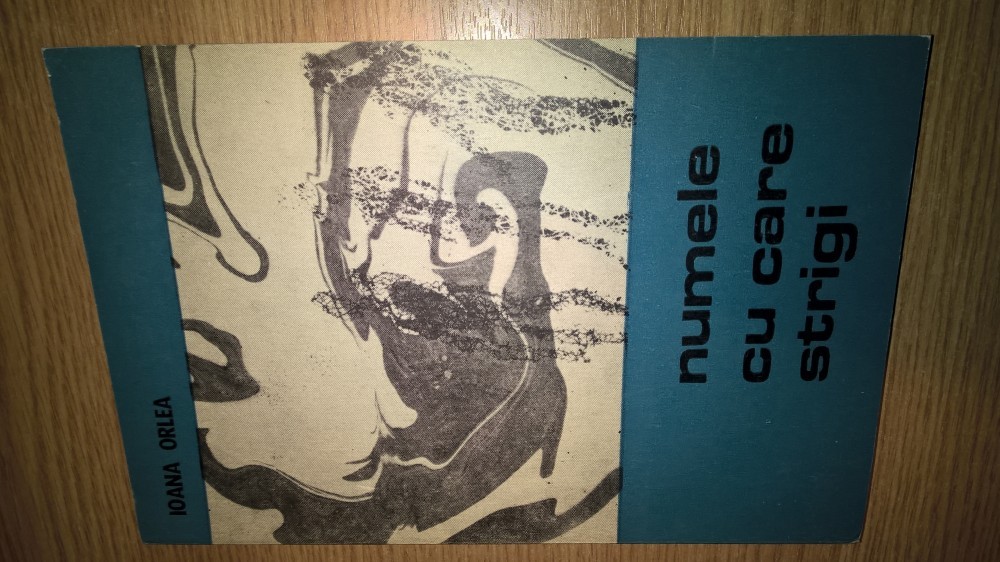 IOANA ORLEA
numele
cu care
strigi